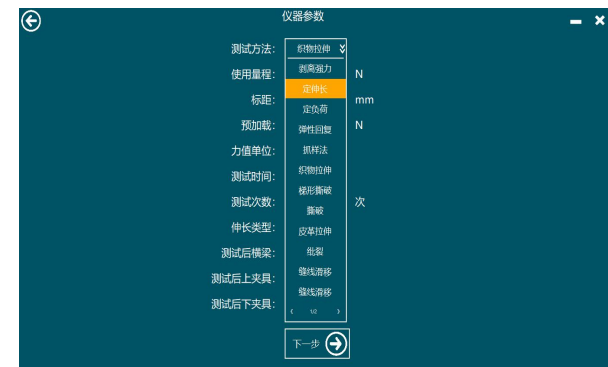 仪器参数
测试方法: 织物拉伸
剥离强力
使用量程: N
定伸长
标距: mm
定负荷
预加载: N
弹性回复
力值单位: 抓样法
测试时间: 织物拉伸
梯形撕破
测试次数: 次
撕破
伸长类型: 皮革拉伸
测试后横梁: 纰裂
测试后上夹具: 缝线滑移
缝线滑移
测试后下夹具:
1/2
下一步